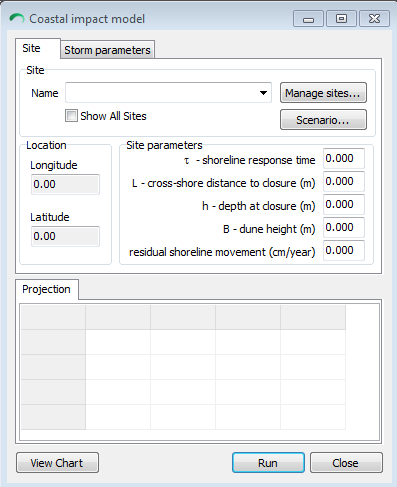 Coastal impact model
Site
Storm parameters
Site
Name
Manage sites...
Show All Sites
Scenario...
Location
Longitude
0.00
Latitude
0.00
Site parameters
τ - shoreline response time
0.000
L - cross-shore distance to closure (m)
0.000
h - depth at closure (m)
0.000
B - dune height (m)
0.000
residual shoreline movement (cm/year)
0.000
Projection
View Chart
Run
Close